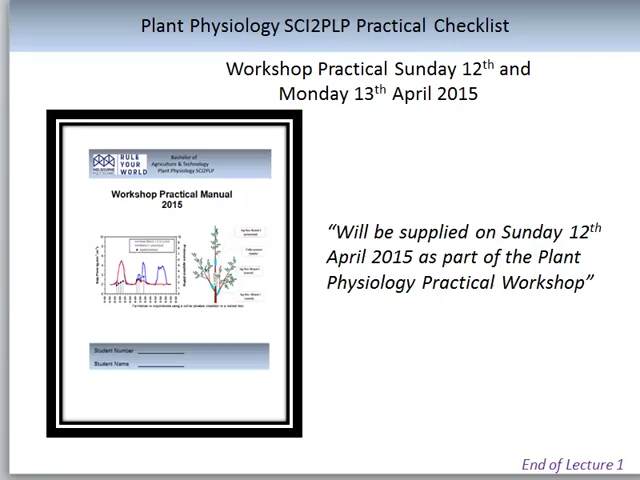 Plant Physiology SCI2PLP Practical Checklist
Workshop Practical Sunday 12th and
Monday 13th April 2015
RULE
YOUR
WORLD
Bachelor of
Agriculture & Technology
Plant Physiology SCI2PLP
Workshop Practical Manual
2015
“Will be supplied on Sunday 12th
April 2015 as part of the Plant
Physiology Practical Workshop”
Student Number
Student Name
End of Lecture 1